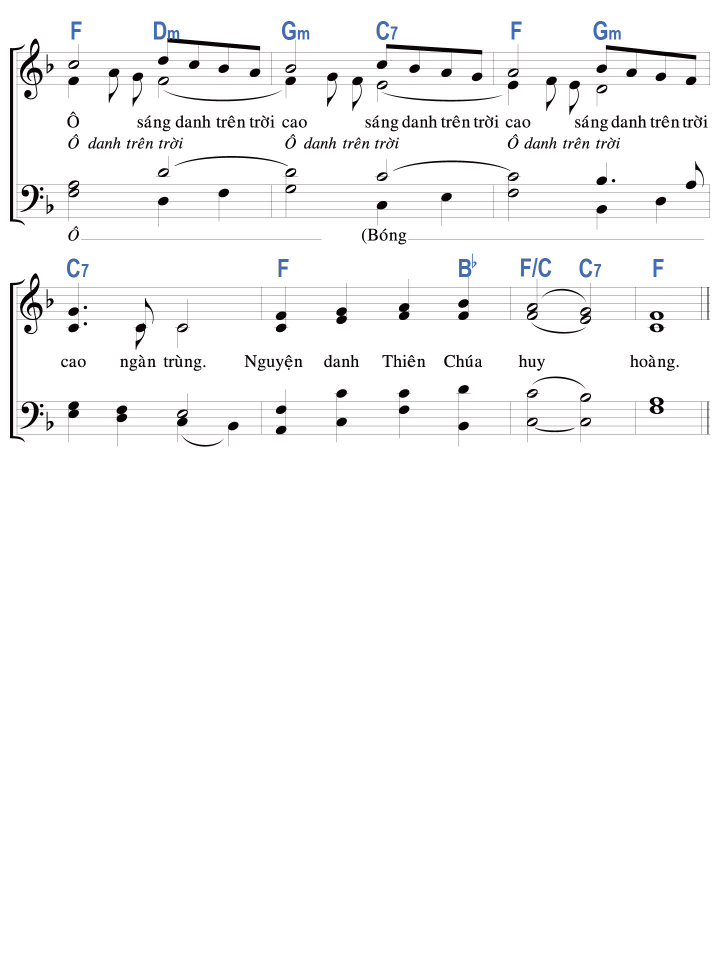 F Dm Gm C7 F Gm
Ô sáng danh trên trời cao sáng danh trên trời cao sáng danh trên trời
Ô danh trên trời Ô danh trên trời Ô danh trên trời
Ô (Bóng
C7 F B♭ F/C C7 F
cao ngàn trùng. Nguyện danh Thiên Chúa huy hoàng.